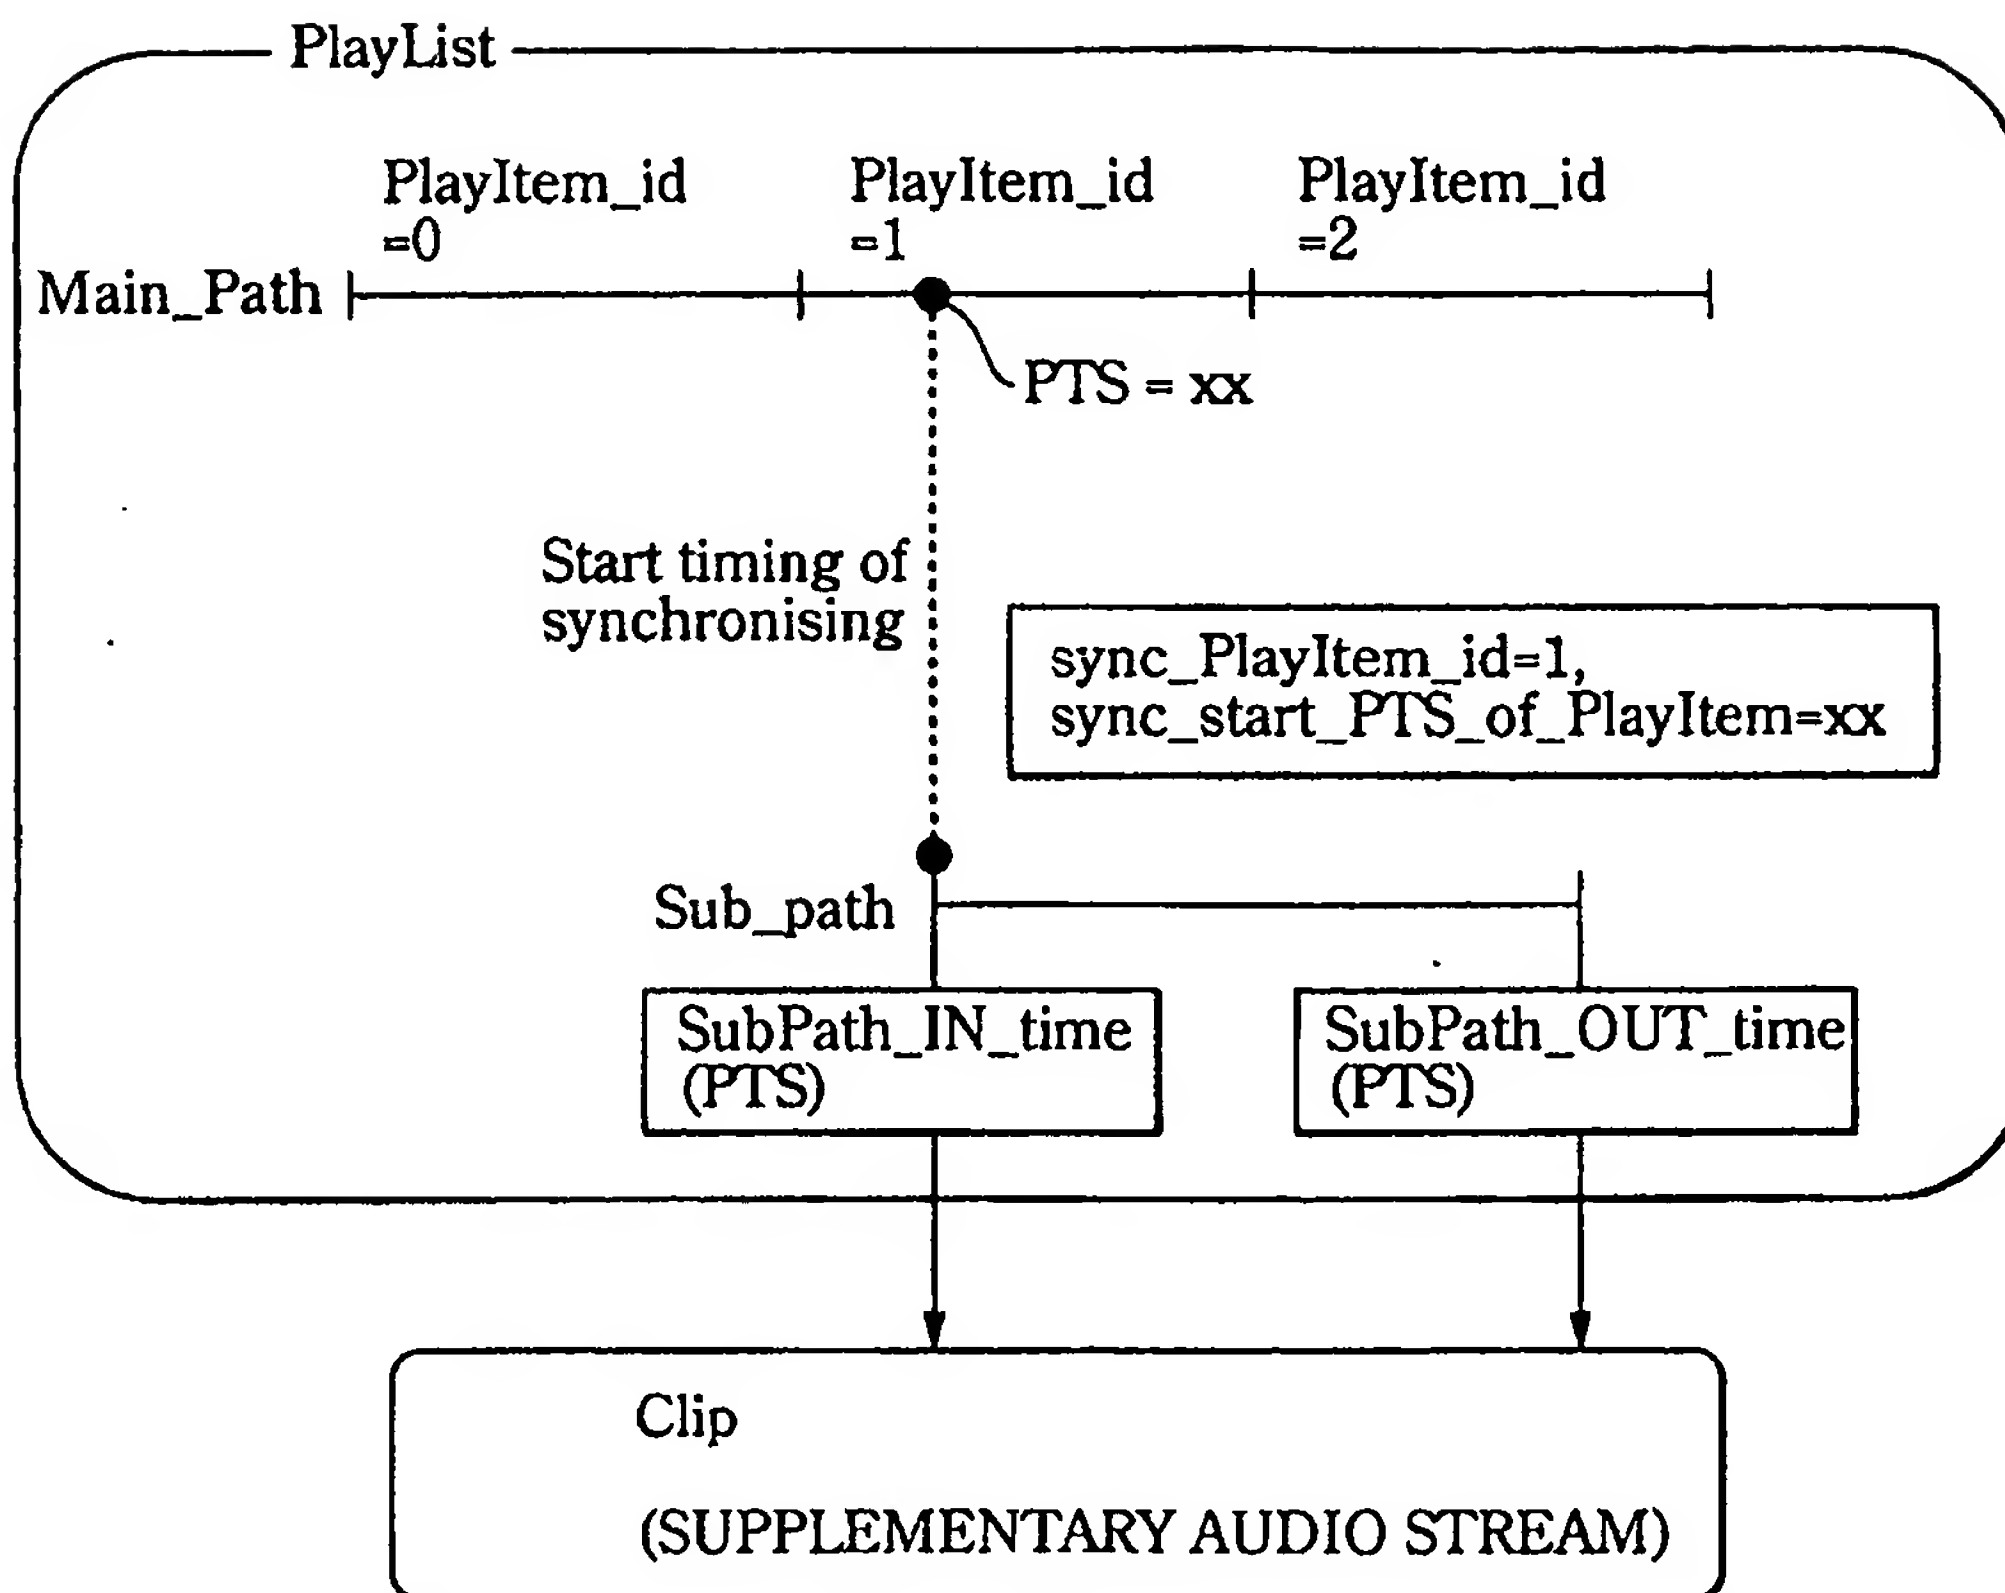 PlayList
PlayItem_id
=0
PlayItem_id
=1
PlayItem_id
=2
Main_Path
PTS = xx
Start timing of
synchronising
sync_PlayItem_id=1,
sync_start_PTS_of_PlayItem=xx
Sub_path
SubPath_IN_time
(PTS)
SubPath_OUT_time
(PTS)
Clip
(SUPPLEMENTARY AUDIO STREAM)